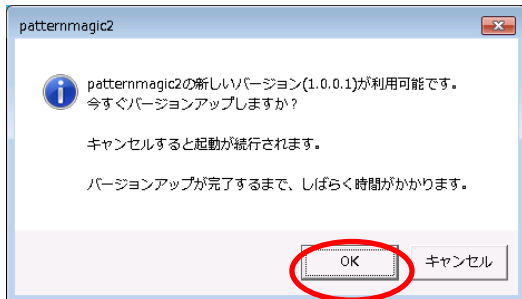 patternmagic2
patternmagic2の新しいバージョン(1.0.0.1)が利用可能です。
今すぐバージョンアップしますか？
キャンセルすると起動が続行されます。
バージョンアップが完了するまで、しばらく時間がかかります。
OK
キャンセル